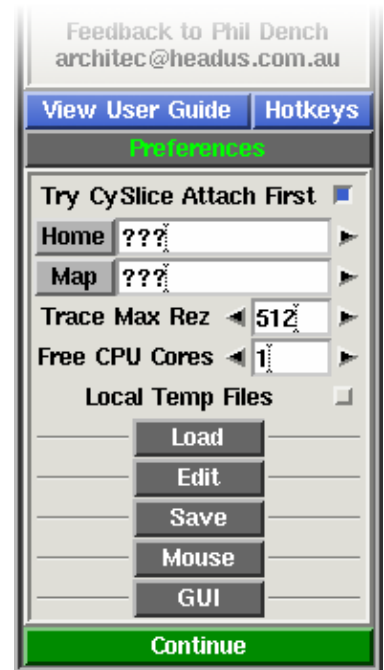 Feedback to Phil Dench
architec@headus.com.au
View User Guide Hotkeys
Preferences
Try CySlice Attach First
Home ???
Map ???
Trace Max Rez 512
Free CPU Cores 1
Local Temp Files
Load
Edit
Save
Mouse
GUI
Continue